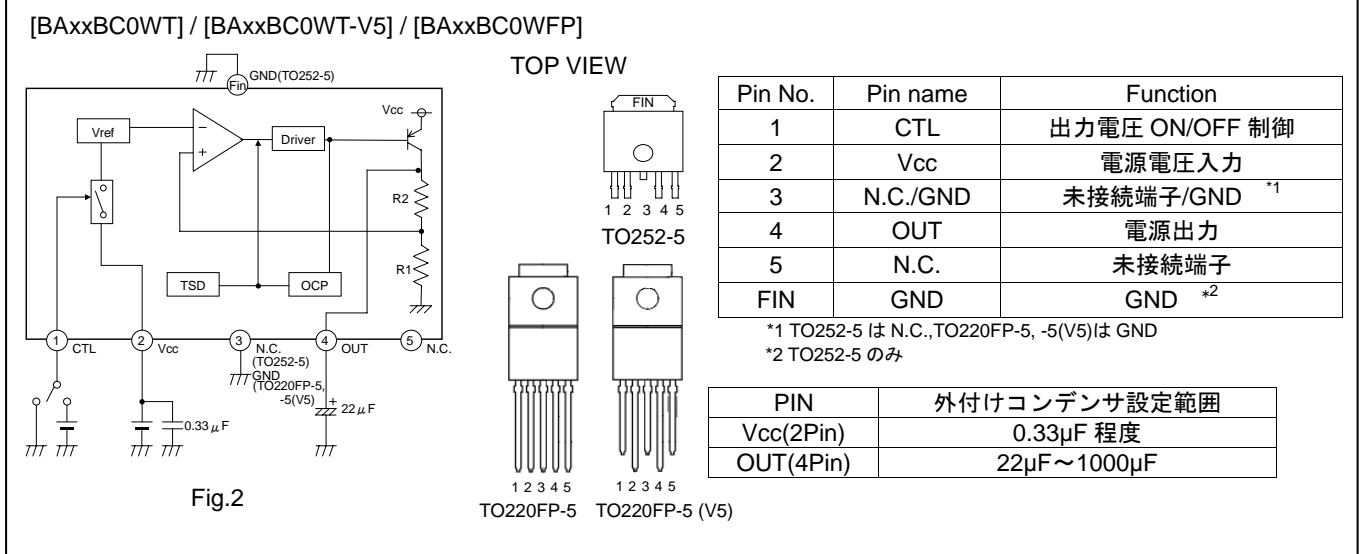 [BAxxBC0WT] / [BAxxBC0WT-V5] / [BAxxBC0WFP]
Fin
GND(TO252-5)
Vref
−
+
Driver
Vcc
R2
R1
TSD
OCP
1 CTL
2 Vcc
3 N.C.
(TO252-5)
GND
(TO220FP-5,
-5(V5)
4 OUT
5 N.C.
0.33μF
+
22μF
Fig.2
TOP VIEW
FIN
1 2 3 4 5
TO252-5
1 2 3 4 5
TO220FP-5
1 2 3 4 5
TO220FP-5 (V5)
Pin No. Pin name Function
1 CTL 出力電圧 ON/OFF 制御
2 Vcc 電源電圧入力
3 N.C./GND 未接続端子/GND *1
4 OUT 電源出力
5 N.C. 未接続端子
FIN GND GND *2
*1 TO252-5 は N.C.,TO220FP-5, -5(V5)は GND
*2 TO252-5 のみ
PIN 外付けコンデンサ設定範囲
Vcc(2Pin) 0.33μF 程度
OUT(4Pin) 22μF～1000μF